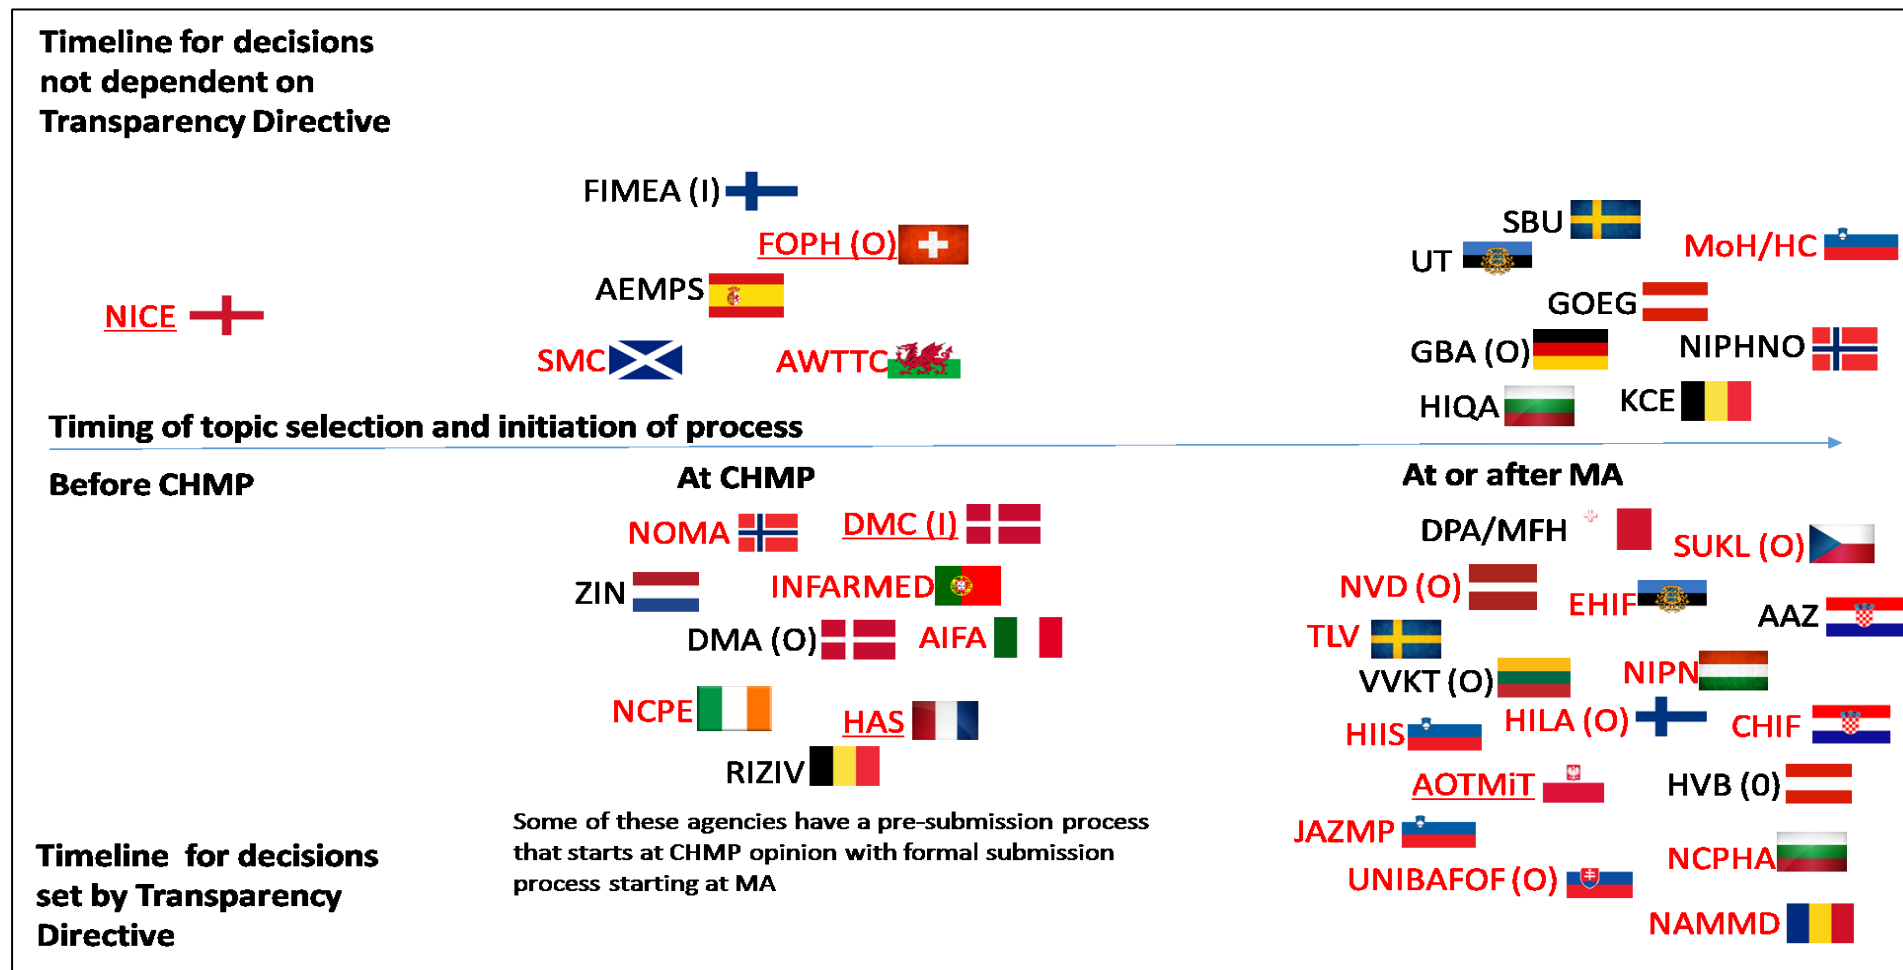 Timeline for decisions
not dependent on
Transparency Directive
FIMEA (I)
FOPH (O)
AEMPS
NICE
SMC
AWTTC
SBU
UT
MoH/HC
GOEG
GBA (O)
NIPHNO
HIQA
KCE
Timing of topic selection and initiation of process
Before CHMP
At CHMP
At or after MA
NOMA
DMC (I)
ZIN
INFARMED
DMA (O)
AIFA
NCPE
HAS
RIZIV
Some of these agencies have a pre-submission process
that starts at CHMP opinion with formal submission
process starting at MA
DPA/MFH
SUKL (O)
NVD (O)
EHIF
AAZ
TLV
VVKT (O)
NIPN
HIIS
HILA (O)
CHIF
AOTMiT
HVB (0)
JAZMP
NCPHA
UNIBAFOF (O)
NAMMD
Timeline for decisions
set by Transparency
Directive